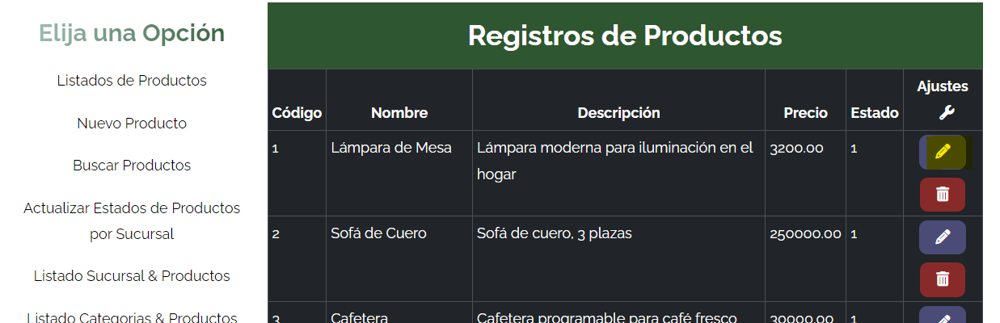 Elija una Opción
Listados de Productos
Nuevo Producto
Buscar Productos
Actualizar Estados de Productos
por Sucursal
Listado Sucursal & Productos
Listado Categorias & Productos
Registros de Productos
Código Nombre Descripción Precio Estado Ajustes
1 Lámpara de Mesa Lámpara moderna para iluminación en el 3200.00 1
hogar
2 Sofá de Cuero Sofá de cuero, 3 plazas 250000.00 1
3 Cafetera Cafetera programable para café fresco 30000.00 1